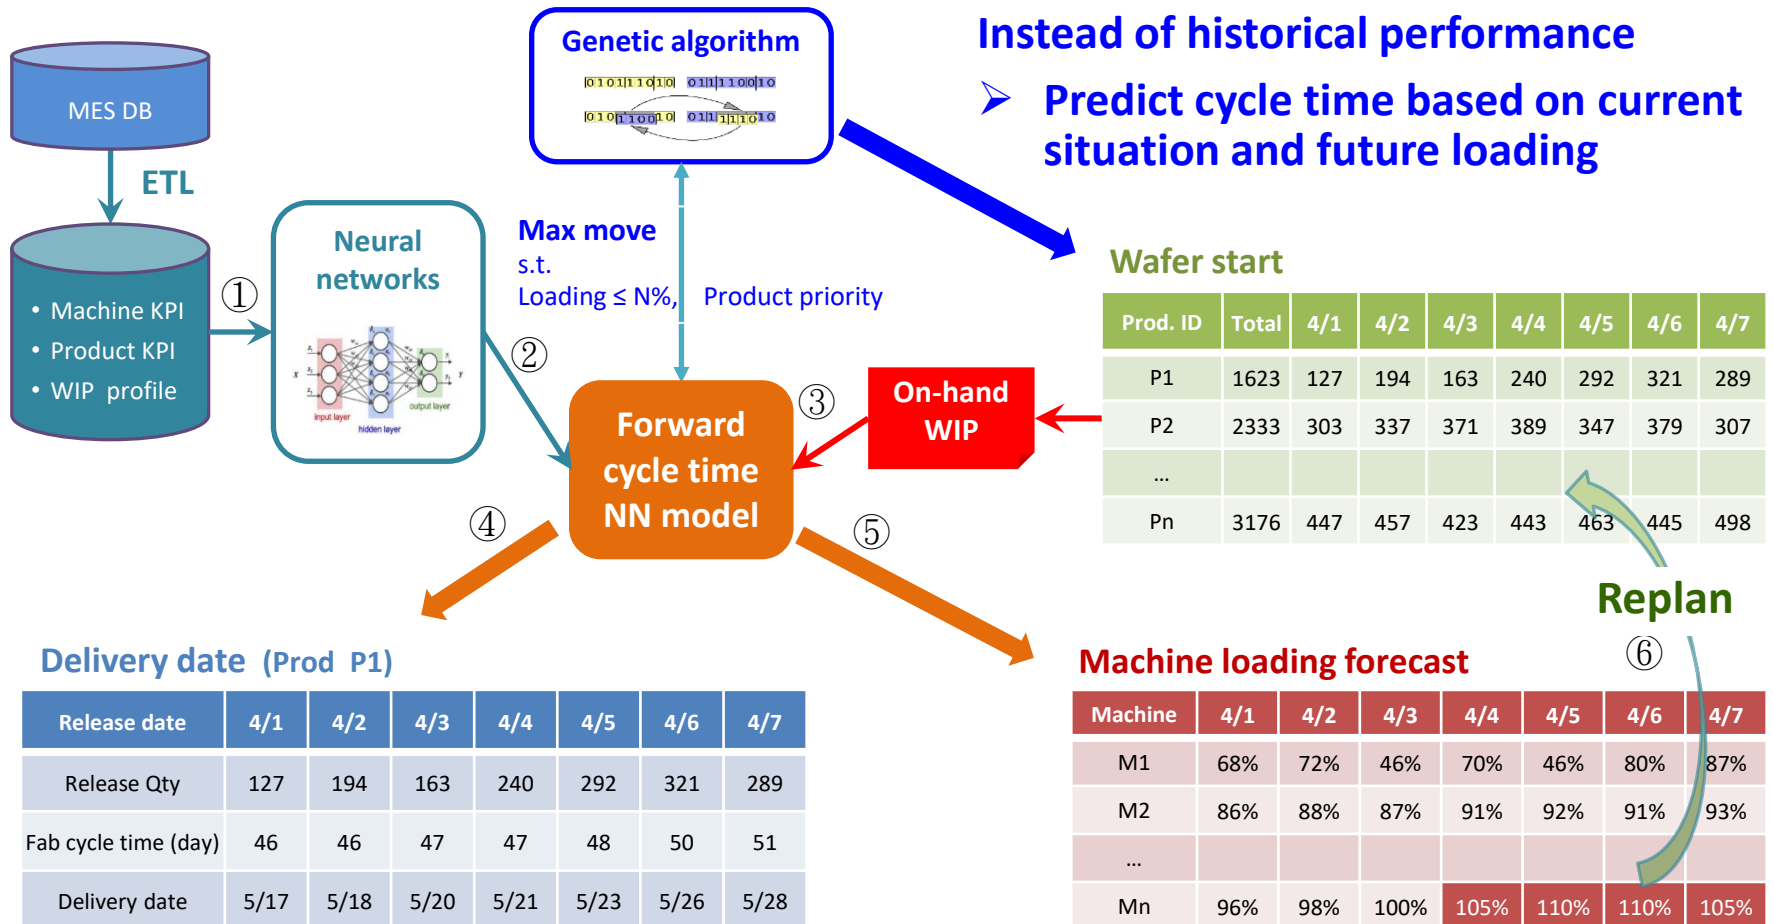 Instead of historical performance
➢ Predict cycle time based on current
situation and future loading
MES DB
ETL
• Machine KPI
• Product KPI
• WIP profile
①
Neural
networks
input layer
hidden layer
output layer
②
Genetic algorithm
Max move
s.t.
Loading ≤ N%, Product priority
Forward
cycle time
NN model
③
On-hand
WIP
④
⑤
Wafer start
Prod. ID Total 4/1 4/2 4/3 4/4 4/5 4/6 4/7
P1 1623 127 194 163 240 292 321 289
P2 2333 303 337 371 389 347 379 307
...
Pn 3176 447 457 423 443 463 445 498
Replan
⑥
Delivery date (Prod P1)
Release date 4/1 4/2 4/3 4/4 4/5 4/6 4/7
Release Qty 127 194 163 240 292 321 289
Fab cycle time (day) 46 46 47 47 48 50 51
Delivery date 5/17 5/18 5/20 5/21 5/23 5/26 5/28
Machine loading forecast
Machine 4/1 4/2 4/3 4/4 4/5 4/6 4/7
M1 68% 72% 46% 70% 46% 80% 87%
M2 86% 88% 87% 91% 92% 91% 93%
...
Mn 96% 98% 100% 105% 110% 110% 105%